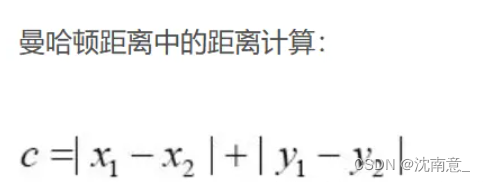 曼哈顿距离中的距离计算：
c =| x₁ − x₂ | + | y₁ − y₂ |
CSDN @沈南意_